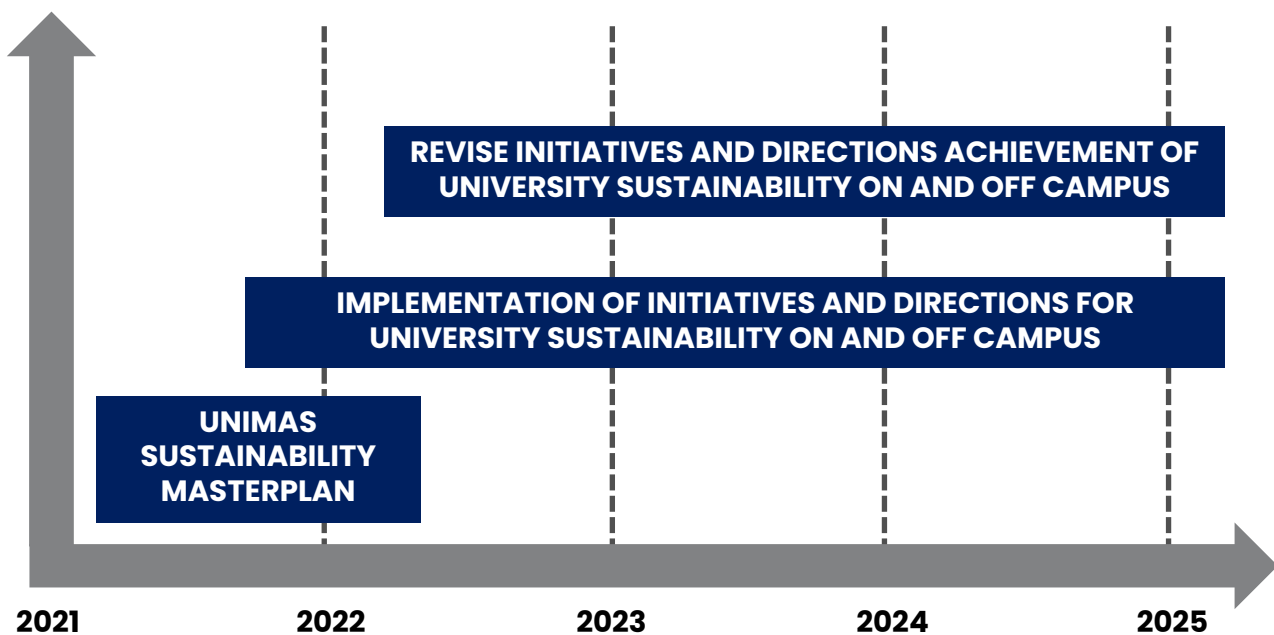 REVISE INITIATIVES AND DIRECTIONS ACHIEVEMENT OF
UNIVERSITY SUSTAINABILITY ON AND OFF CAMPUS
IMPLEMENTATION OF INITIATIVES AND DIRECTIONS FOR
UNIVERSITY SUSTAINABILITY ON AND OFF CAMPUS
UNIMAS
SUSTAINABILITY
MASTERPLAN
2021 2022 2023 2024 2025